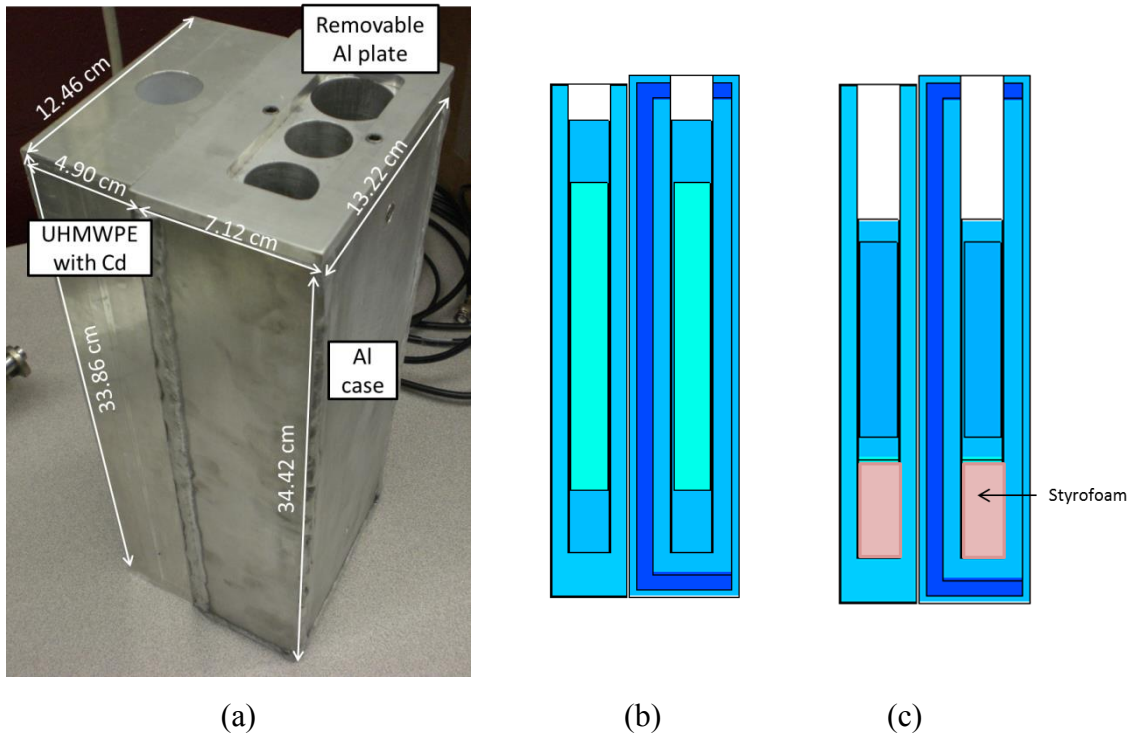 Removable
Al plate
12.46 cm
4.90 cm
7.12 cm
13.22 cm
UHMWPE
with Cd
33.86 cm
Al
case
34.42 cm
Styrofoam
(a)
(b)
(c)